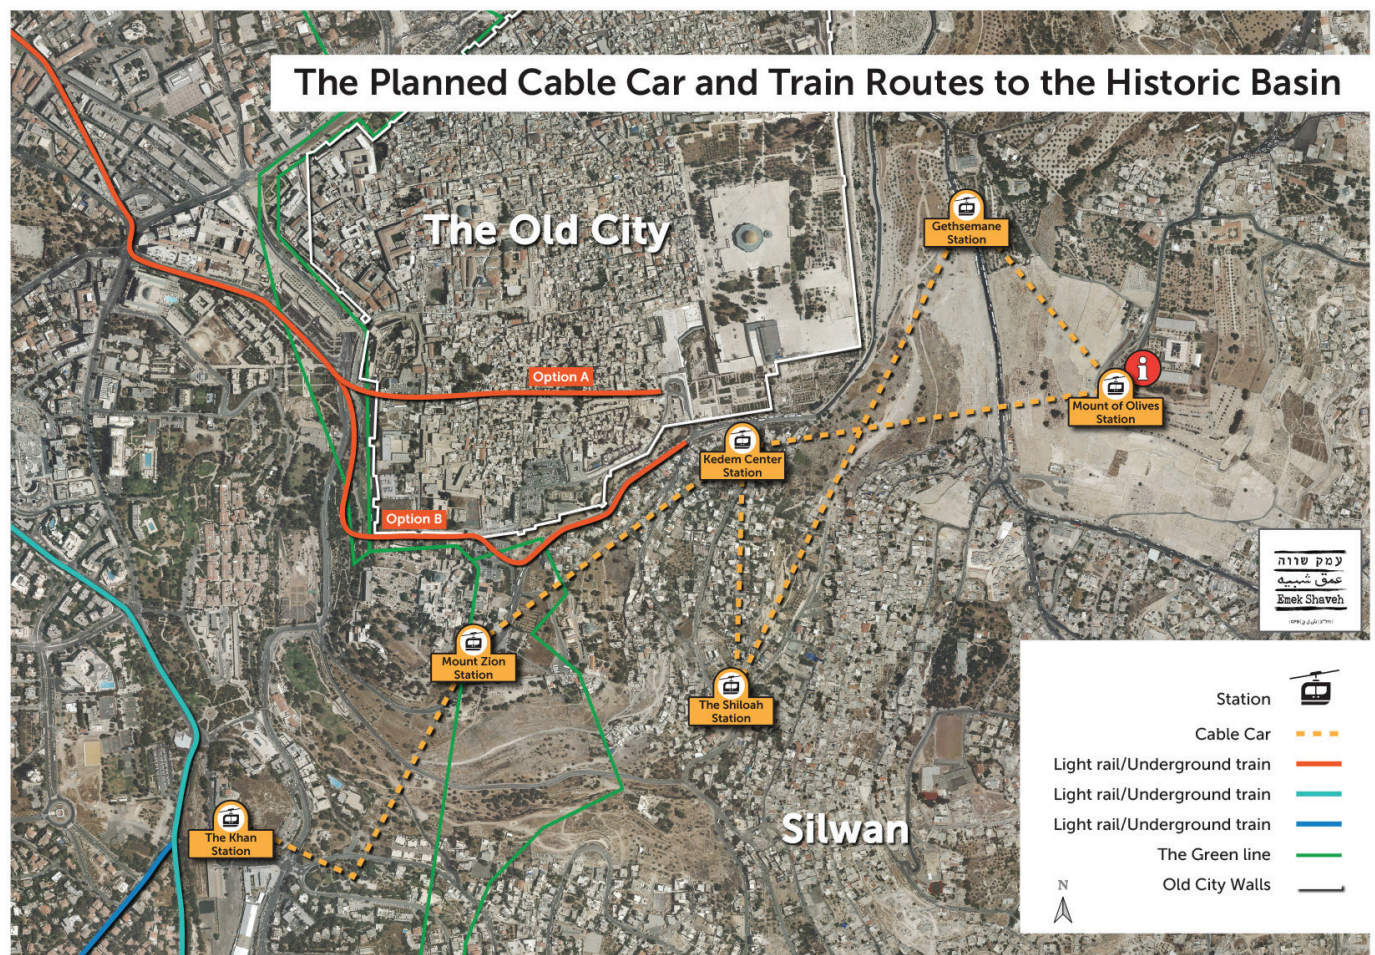 The Planned Cable Car and Train Routes to the Historic Basin
The Old City
Gethsemane
Station
Option A
i
Mount of Olives
Station
Kedem Center
Station
Option B
עמק שווה
عمق شبيه
Emek Shaveh
Mount Zion
Station
The Shiloah
Station
The Khan
Station
Silwan
Station
Cable Car
Light rail/Underground train
Light rail/Underground train
Light rail/Underground train
The Green line
Old City Walls
N